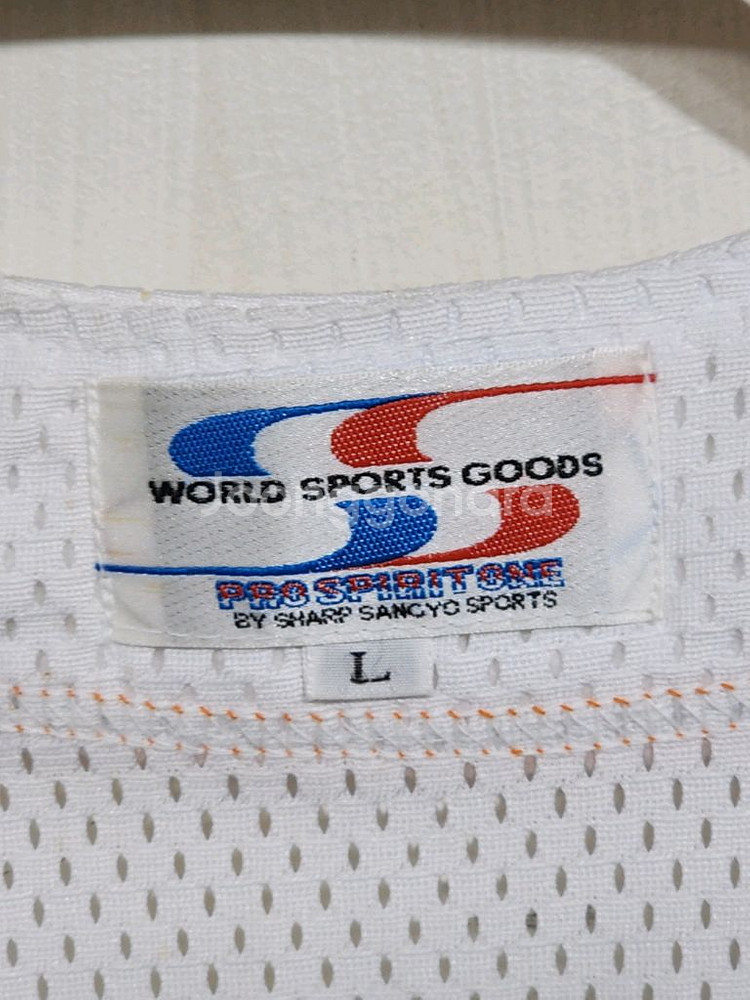 WORLD SPORTS GOODS
PRO SPIRIT ONE
BY SHARP SANGYO SPORTS
L